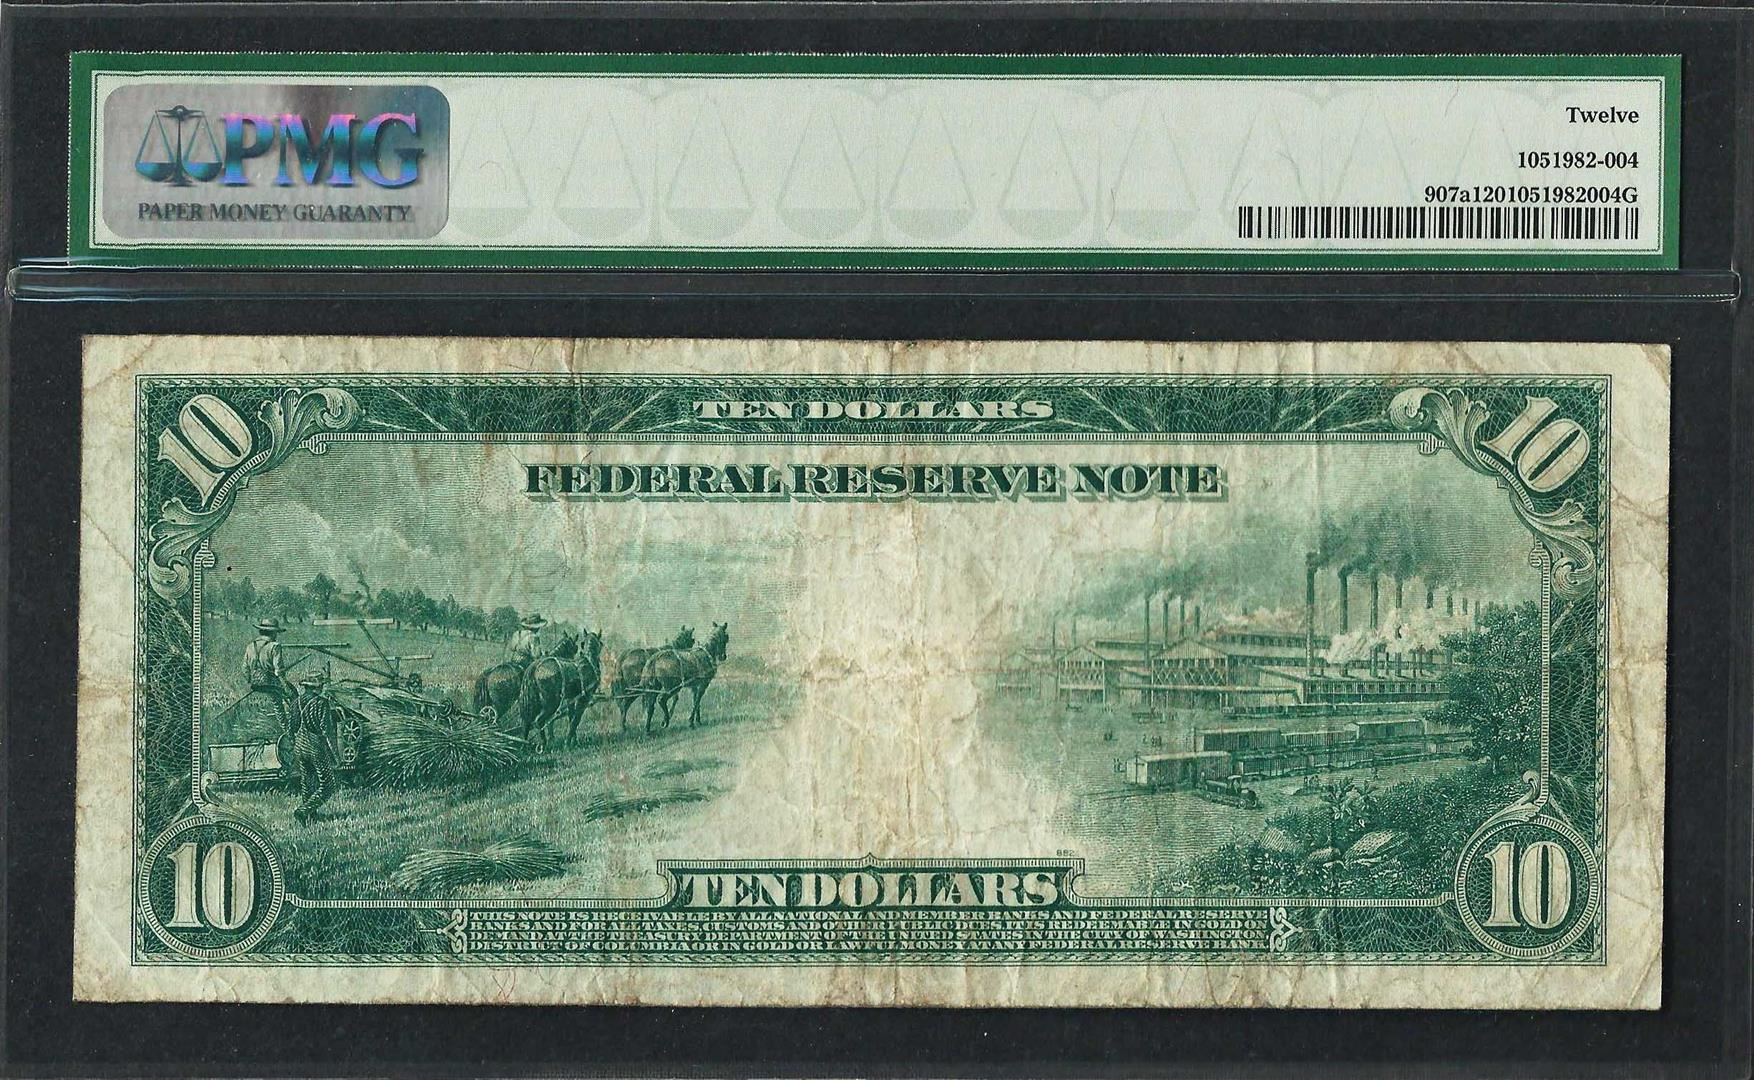 PMG
PAPER MONEY GUARANTY
Twelve
1051982-004
907a1201051982004G
10
TEN DOLLARS
10
FEDERAL RESERVE NOTE
882
10
TEN DOLLARS
10
THIS NOTE IS RECEIVABLE BY ALL NATIONAL AND MEMBER BANKS AND FEDERAL RESERVE
BANKS AND FOR ALL TAXES, CUSTOMS AND OTHER PUBLIC DUES. IT IS REDEEMABLE IN GOLD ON
DEMAND AT THE TREASURY DEPARTMENT OF THE UNITED STATES IN THE CITY OF WASHINGTON,
DISTRICT OF COLUMBIA OR IN GOLD OR LAWFUL MONEY AT ANY FEDERAL RESERVE BANK.